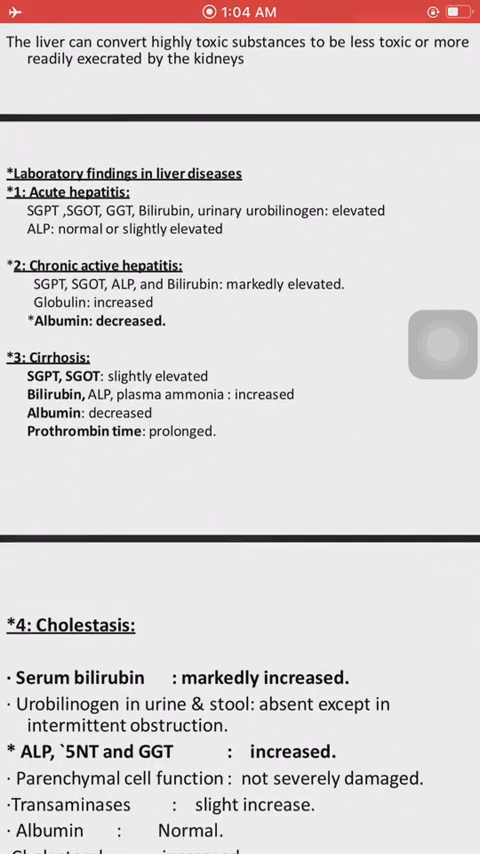 1:04 AM
The liver can convert highly toxic substances to be less toxic or more
readily execrated by the kidneys
*Laboratory findings in liver diseases
*1: Acute hepatitis:
SGPT ,SGOT, GGT, Bilirubin, urinary urobilinogen: elevated
ALP: normal or slightly elevated
*2: Chronic active hepatitis:
SGPT, SGOT, ALP, and Bilirubin: markedly elevated.
Globulin: increased
*Albumin: decreased.
*3: Cirrhosis:
SGPT, SGOT: slightly elevated
Bilirubin, ALP, plasma ammonia : increased
Albumin: decreased
Prothrombin time: prolonged.
*4: Cholestasis:
· Serum bilirubin : markedly increased.
· Urobilinogen in urine & stool: absent except in
intermittent obstruction.
* ALP, `5NT and GGT : increased.
· Parenchymal cell function : not severely damaged.
·Transaminases : slight increase.
· Albumin : Normal.